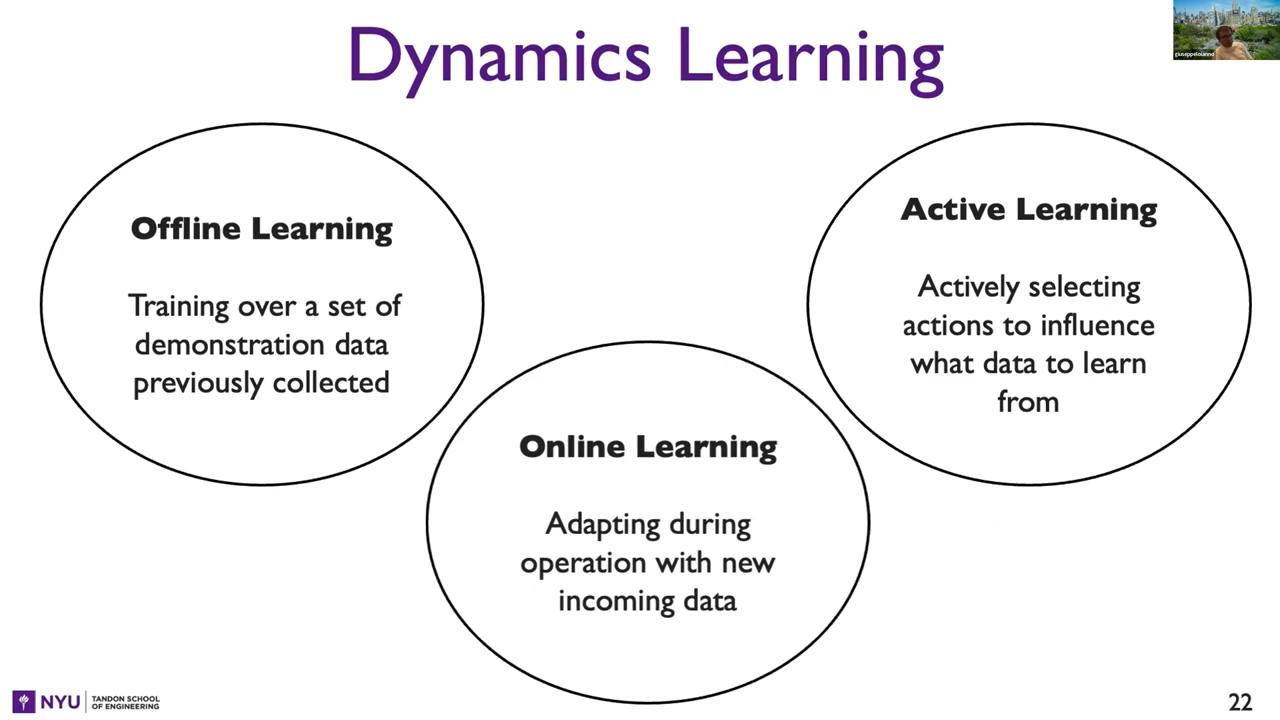 Dynamics Learning
giuseppeloianno
Offline Learning
Training over a set of
demonstration data
previously collected
Active Learning
Actively selecting
actions to influence
what data to learn
from
Online Learning
Adapting during
operation with new
incoming data
NYU
TANDON SCHOOL
OF ENGINEERING
22